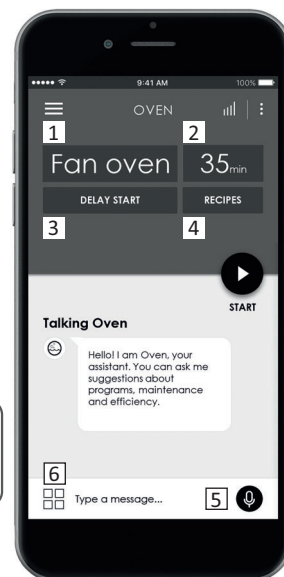 9:41 AM 100%
OVEN
1 2
Fan oven 35min
DELAY START RECIPES
3 4
START
Talking Oven
Hello! I am Oven, your
assistant. You can ask me
suggestions about
programs, maintenance
and efficiency.
6
Type a message... 5